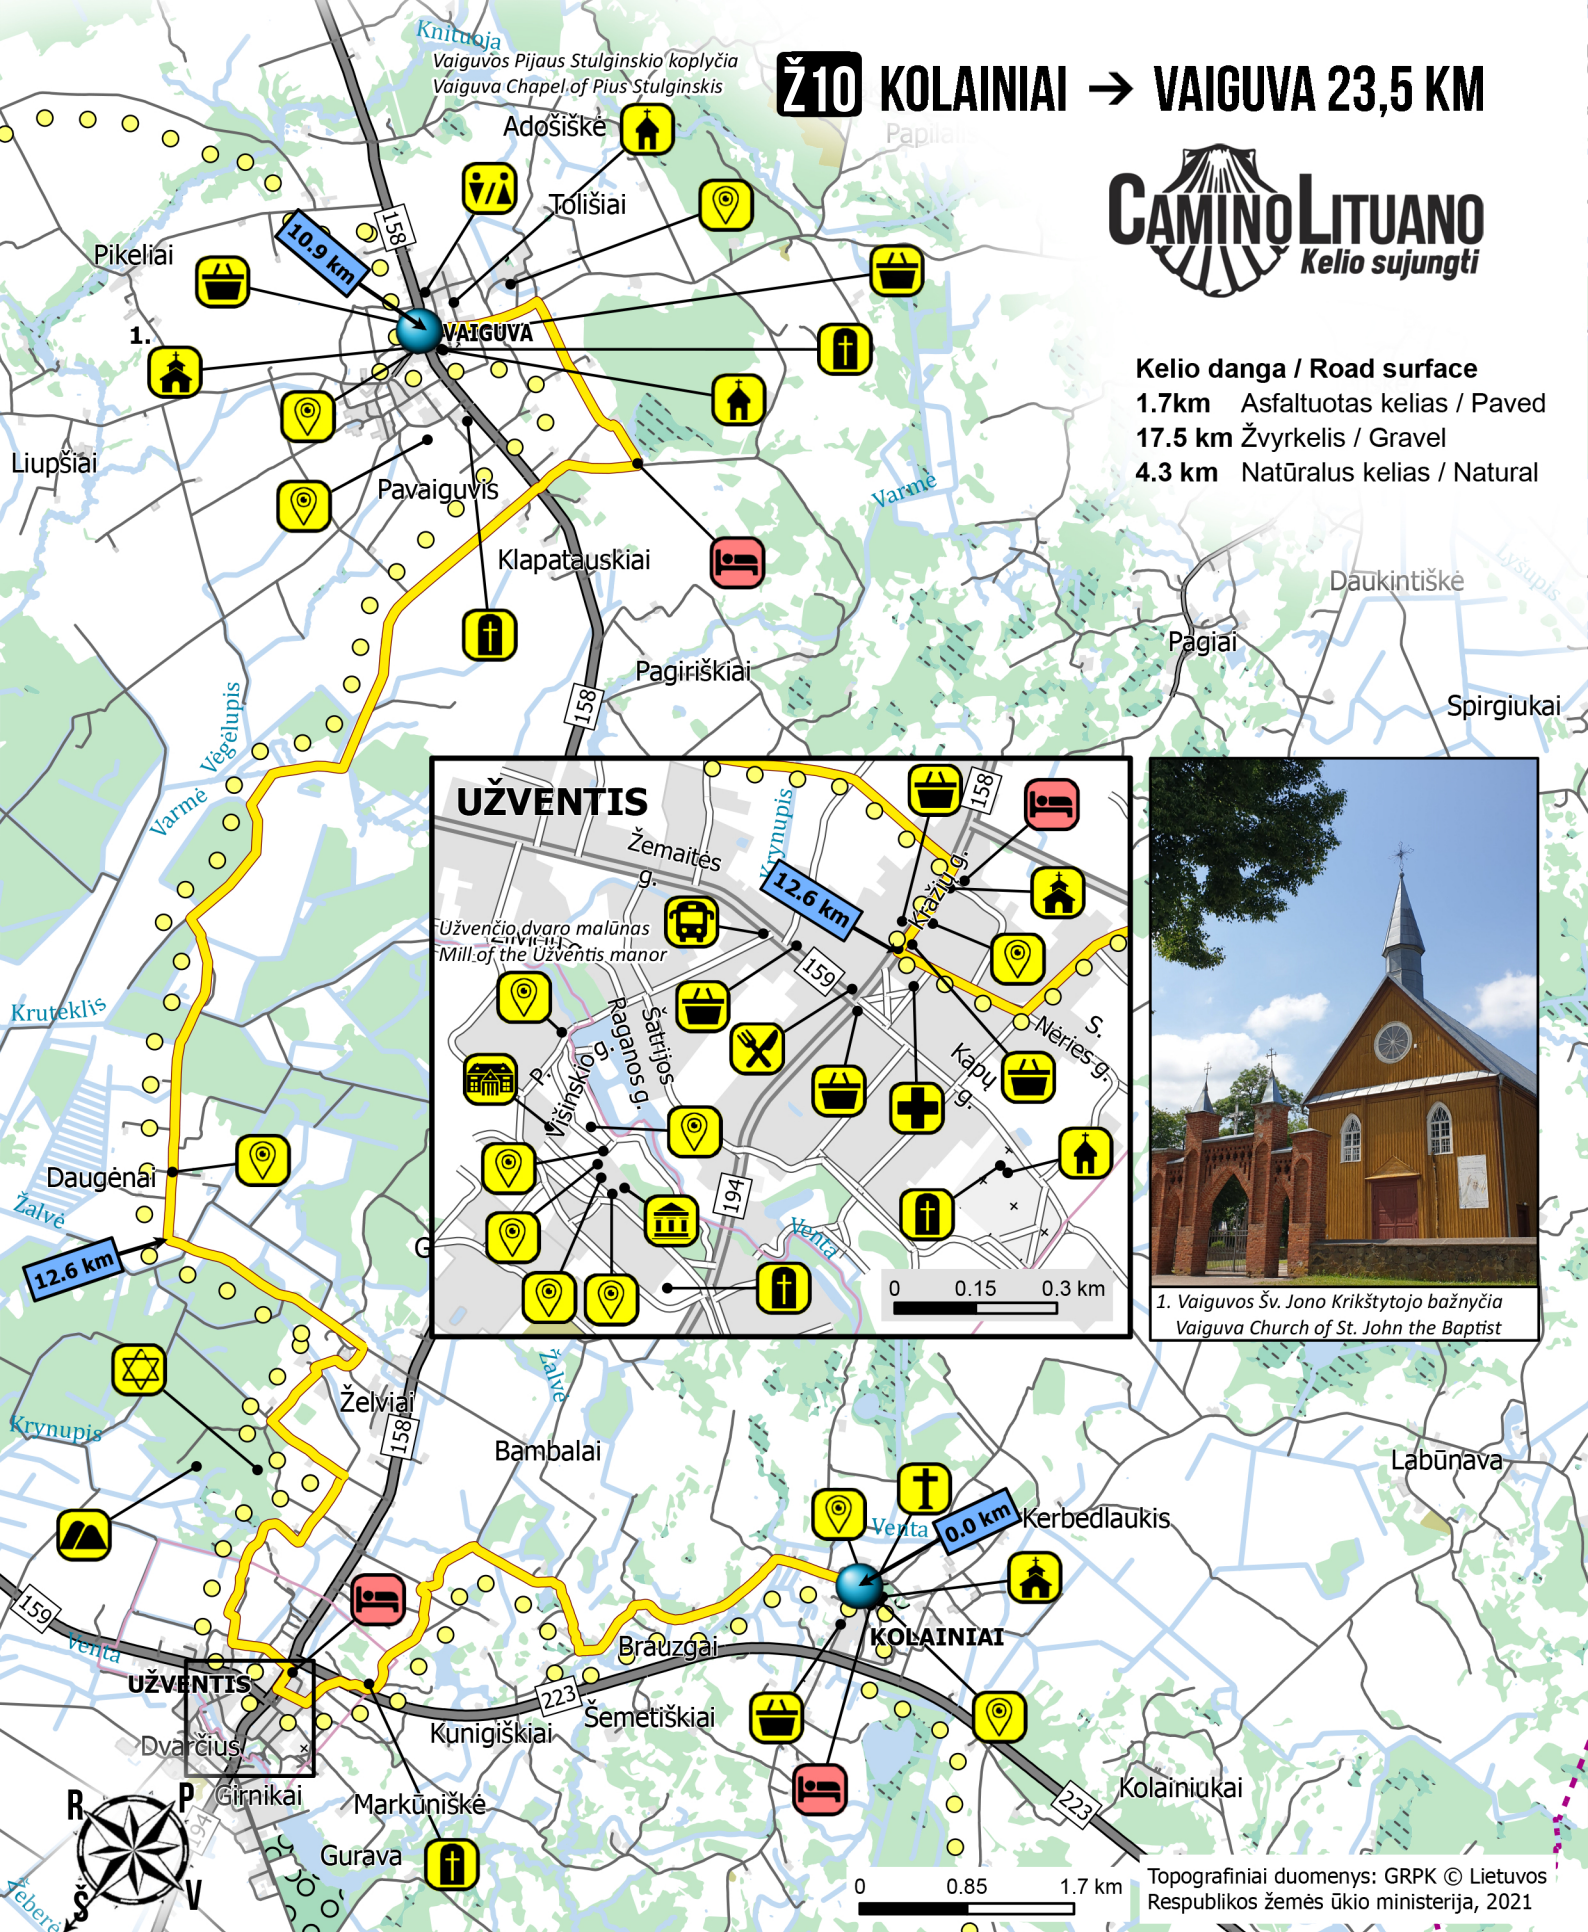 Ž10 KOLAINIAI → VAIGUVA 23,5 KM
CAMINO LITUANO
Kelio sujungti
Kelio danga / Road surface
1.7km Asfaltuotas kelias / Paved
17.5 km Žvyrkelis / Gravel
4.3 km Natūralus kelias / Natural
Knituoja
Vaiguvos Pijaus Stulginskio koplyčia
Vaiguva Chapel of Pius Stulginskis
Adošiškė
Tolišiai
158
Pikeliai
10.9 km
VAIGUVA
1.
Liupšiai
Pavaiguvis
Varmė
Klapatauskiai
Lyšupis
Daukintiškė
Pagiai
Pagiriškiai
158
Spirgiukai
Vėgėlupis
Varmė
UŽVENTIS
Žemaitės
g.
Krynupis
158
Kražių g.
12.6 km
Užvenčio dvaro malūnas
Mill of the Užventis manor
159
Raganos g.
Šatrijos
P.
Višinskio
g.
S.
Nėries g.
Kapų
g.
194
Venta
0 0.15 0.3 km
1. Vaiguvos Šv. Jono Krikštytojo bažnyčia
Vaiguva Church of St. John the Baptist
Kruteklis
Daugėnai
Žalvė
12.6 km
G
Žalvė
Želviai
158
Krynupis
Bambalai
Labūnava
Venta
0.0 km
Kerbedlaukis
KOLAINIAI
159
Venta
UŽVENTIS
Brauzgai
223
Šemetiškiai
Kunigiškiai
Dvarčius
Girnikai
Markūniškė
Gurava
194
Kolainiukai
223
R
P
Š
V
Žeberė
0 0.85 1.7 km
Topografiniai duomenys: GRPK © Lietuvos
Respublikos žemės ūkio ministerija, 2021